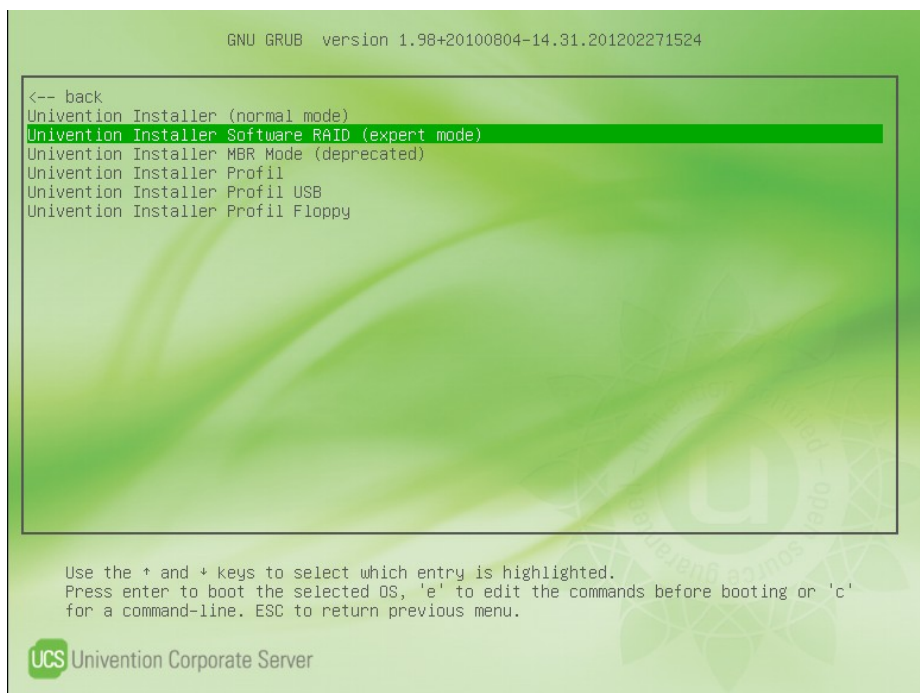 GNU GRUB version 1.98+20100804-14.31.201202271524
<-- back
Univention Installer (normal mode)
Univention Installer Software RAID (expert mode)
Univention Installer MBR Mode (deprecated)
Univention Installer Profil
Univention Installer Profil USB
Univention Installer Profil Floppy
open source
Use the ↑ and ↓ keys to select which entry is highlighted.
Press enter to boot the selected OS, 'e' to edit the commands before booting or 'c'
for a command-line. ESC to return previous menu.
UCS Univention Corporate Server